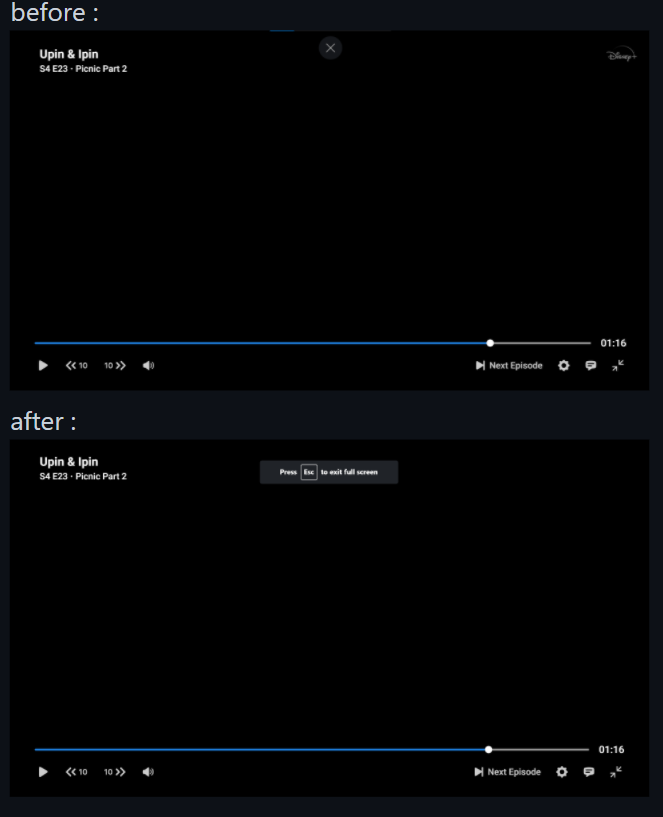 before :
Upin & Ipin
S4 E23 · Picnic Part 2
Disney+
01:16
10
10
Next Episode
after :
Upin & Ipin
S4 E23 · Picnic Part 2
Press Esc to exit full screen
01:16
10
10
Next Episode